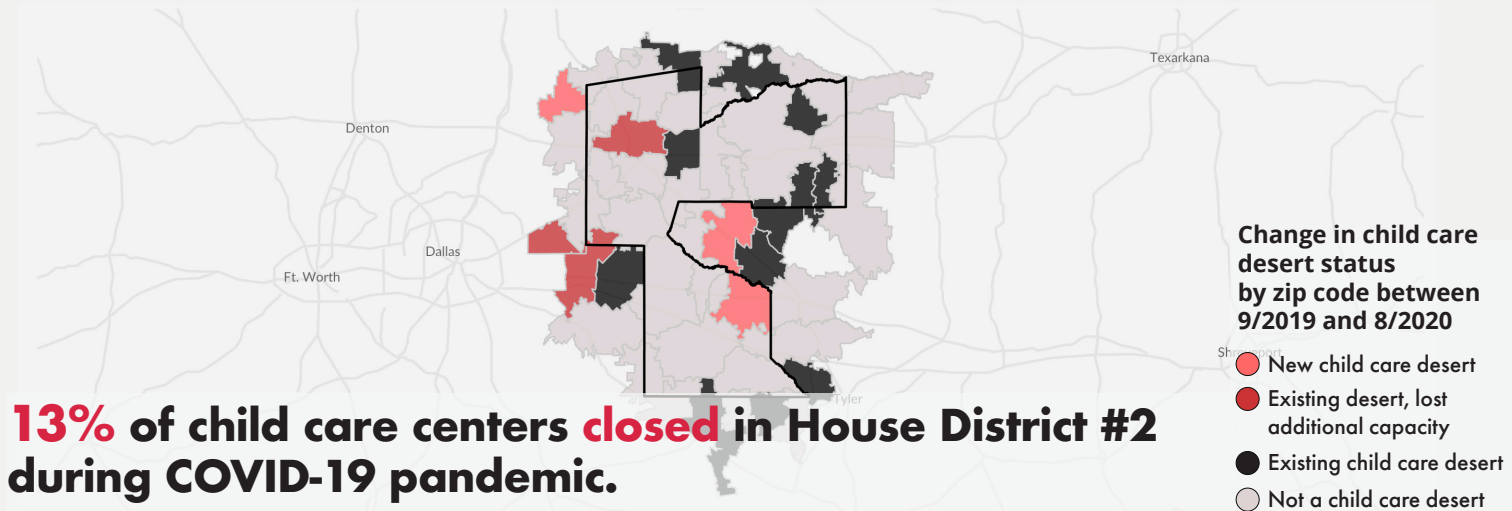 Texarkana
Denton
Dallas
Ft. Worth
Change in child care
desert status
by zip code between
9/2019 and 8/2020
New child care desert
Existing desert, lost
additional capacity
Existing child care desert
Not a child care desert
Tyler
13% of child care centers closed in House District #2
during COVID-19 pandemic.